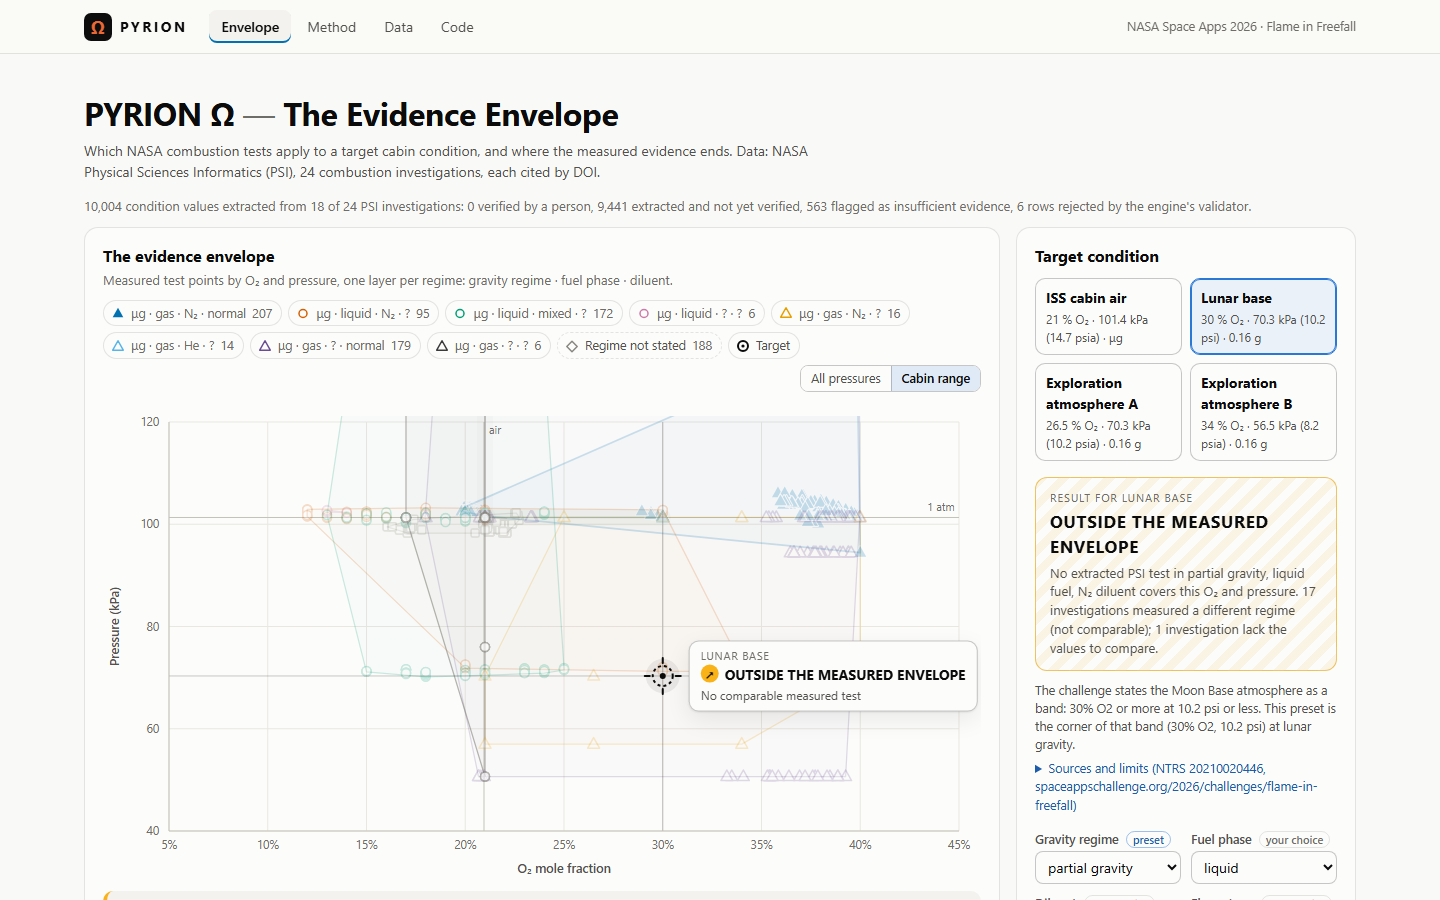 Ω PYRION Envelope Method Data Code NASA Space Apps 2026 · Flame in Freefall
PYRION Ω — The Evidence Envelope
Which NASA combustion tests apply to a target cabin condition, and where the measured evidence ends. Data: NASA
Physical Sciences Informatics (PSI), 24 combustion investigations, each cited by DOI.
10,004 condition values extracted from 18 of 24 PSI investigations: 0 verified by a person, 9,441 extracted and not yet verified, 563 flagged as insufficient evidence, 6 rows rejected by the engine's validator.
The evidence envelope
Measured test points by O₂ and pressure, one layer per regime: gravity regime · fuel phase · diluent.
µg · gas · N₂ · normal 207
µg · liquid · N₂ · ? 95
µg · liquid · mixed · ? 172
µg · liquid · ? · ? 6
µg · gas · N₂ · ? 16
µg · gas · He · ? 14
µg · gas · ? · normal 179
µg · gas · ? · ? 6
Regime not stated 188
Target
All pressures
Cabin range
120
100
80
60
40
Pressure (kPa)
air
1 atm
LUNAR BASE
OUTSIDE THE MEASURED ENVELOPE
No comparable measured test
5% 10% 15% 20% 25% 30% 35% 40% 45%
O₂ mole fraction
Target condition
ISS cabin air
21 % O₂ · 101.4 kPa
(14.7 psia) · µg
Lunar base
30 % O₂ · 70.3 kPa (10.2
psi) · 0.16 g
Exploration
atmosphere A
26.5 % O₂ · 70.3 kPa
(10.2 psia) · 0.16 g
Exploration
atmosphere B
34 % O₂ · 56.5 kPa (8.2
psia) · 0.16 g
RESULT FOR LUNAR BASE
OUTSIDE THE MEASURED
ENVELOPE
No extracted PSI test in partial gravity, liquid
fuel, N₂ diluent covers this O₂ and pressure. 17
investigations measured a different regime
(not comparable); 1 investigation lack the
values to compare.
The challenge states the Moon Base atmosphere as a
band: 30% O2 or more at 10.2 psi or less. This preset is
the corner of that band (30% O2, 10.2 psi) at lunar
gravity.
Sources and limits (NTRS 20210020446,
spaceappschallenge.org/2026/challenges/flame-in-
freefall)
Gravity regime preset
Fuel phase your choice
partial gravity
liquid